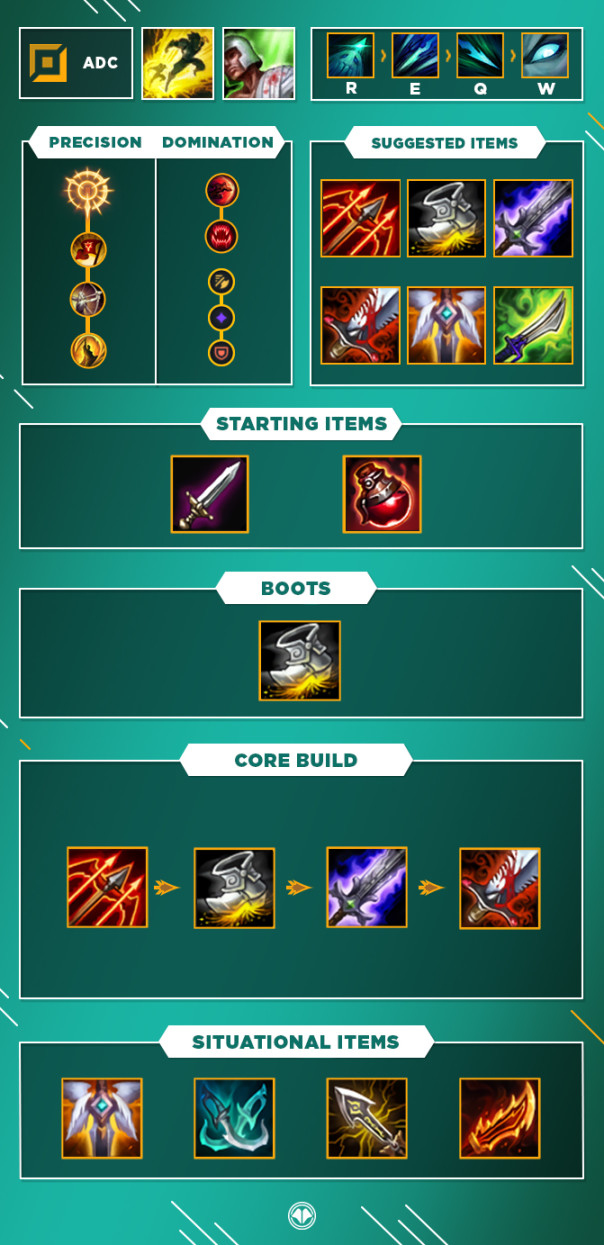 ADC
R E Q W
PRECISION DOMINATION
SUGGESTED ITEMS
STARTING ITEMS
BOOTS
CORE BUILD
SITUATIONAL ITEMS